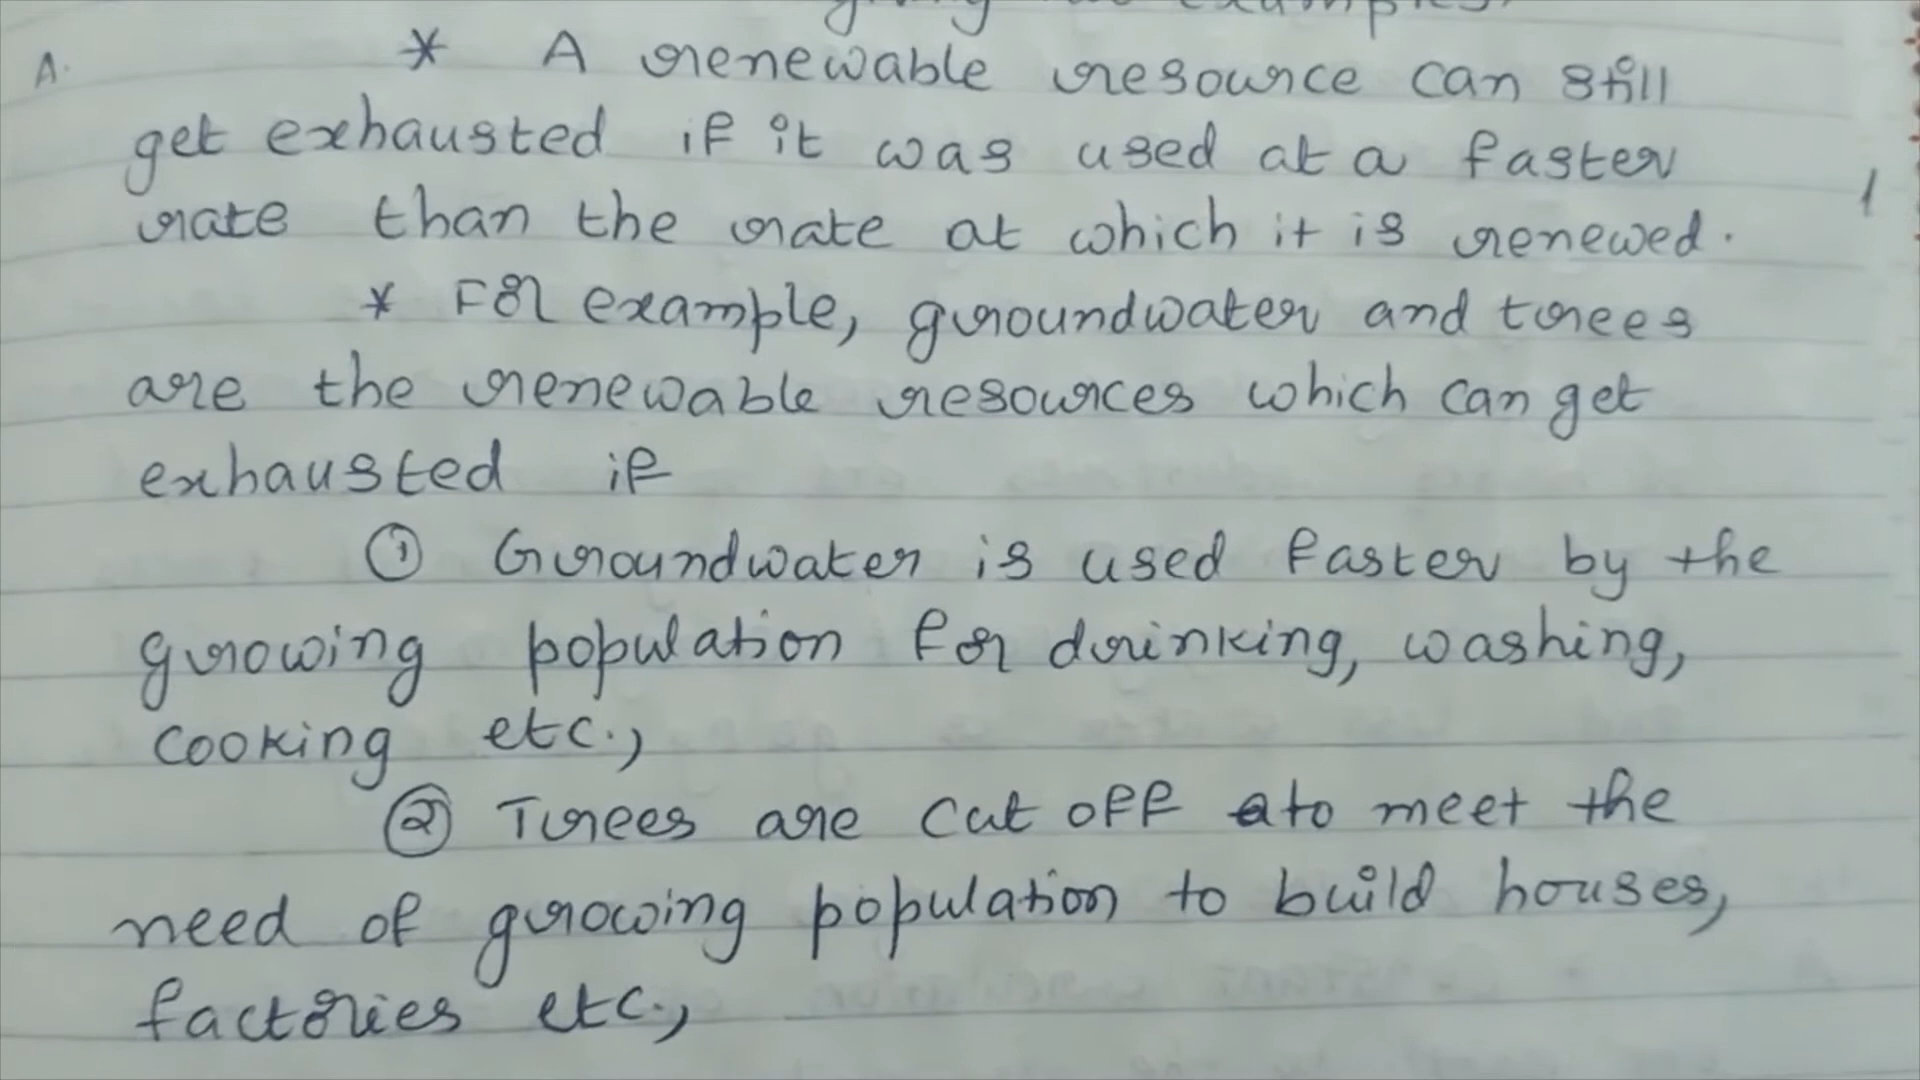 giving two examples.
A. * A renewable resource can still
get exhausted if it was used at a faster
rate than the rate at which it is renewed.
* For example, groundwater and trees
are the renewable resources which can get
exhausted if
① Groundwater is used faster by the
growing population for drinking, washing,
cooking etc.,
② Trees are cut off to meet the
need of growing population to build houses,
factories etc.,